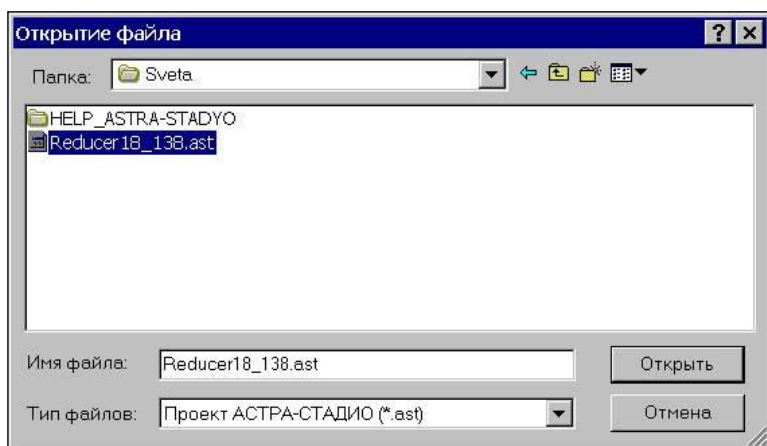 Открытие файла
Папка: Sveta
HELP_ASTRA-STADYO
Reducer18_138.ast
Имя файла: Reducer18_138.ast Открыть
Тип файлов: Проект АСТРА-СТАДИО (*.ast) Отмена